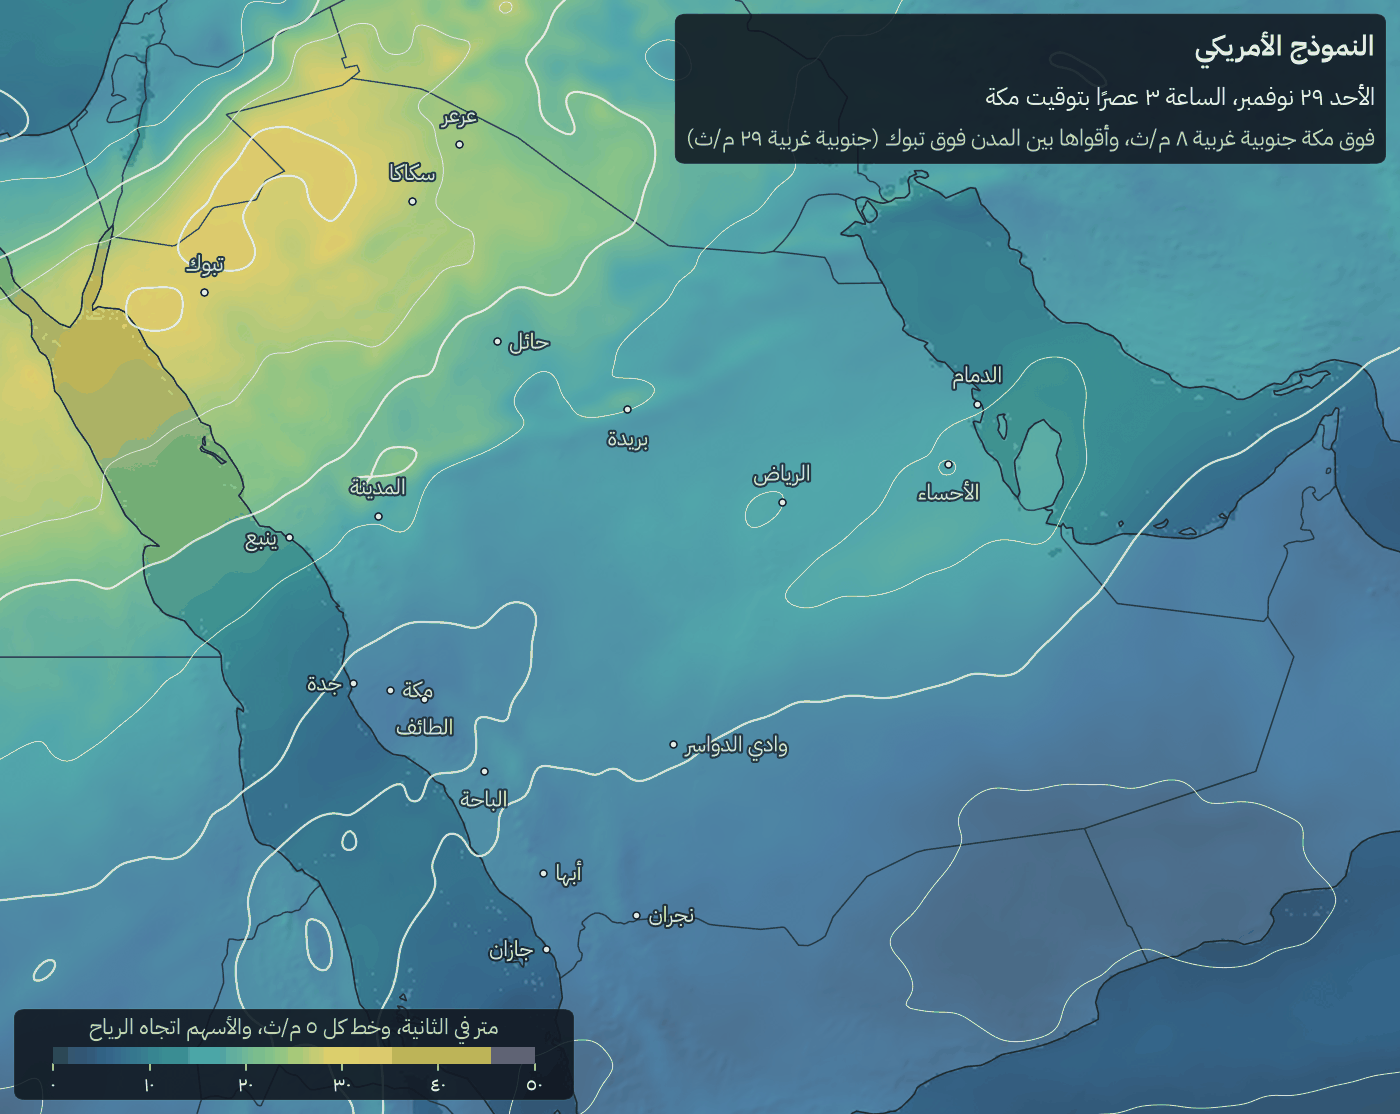 النموذج الأمريكي
الأحد ٢٩ نوفمبر، الساعة ٣ عصرًا بتوقيت مكة
فوق مكة جنوبية غربية ٨ م/ث، وأقواها بين المدن فوق تبوك (جنوبية غربية ٢٩ م/ث)
عرعر
سكاكا
تبوك
حائل
الدمام
بريدة
الرياض
الأحساء
المدينة
ينبع
جدة
مكة
الطائف
وادي الدواسر
الباحة
أبها
نجران
جازان
متر في الثانية، وخط كل ٥ م/ث، والأسهم اتجاه الرياح
٠ ١٠ ٢٠ ٣٠ ٤٠ ٥٠